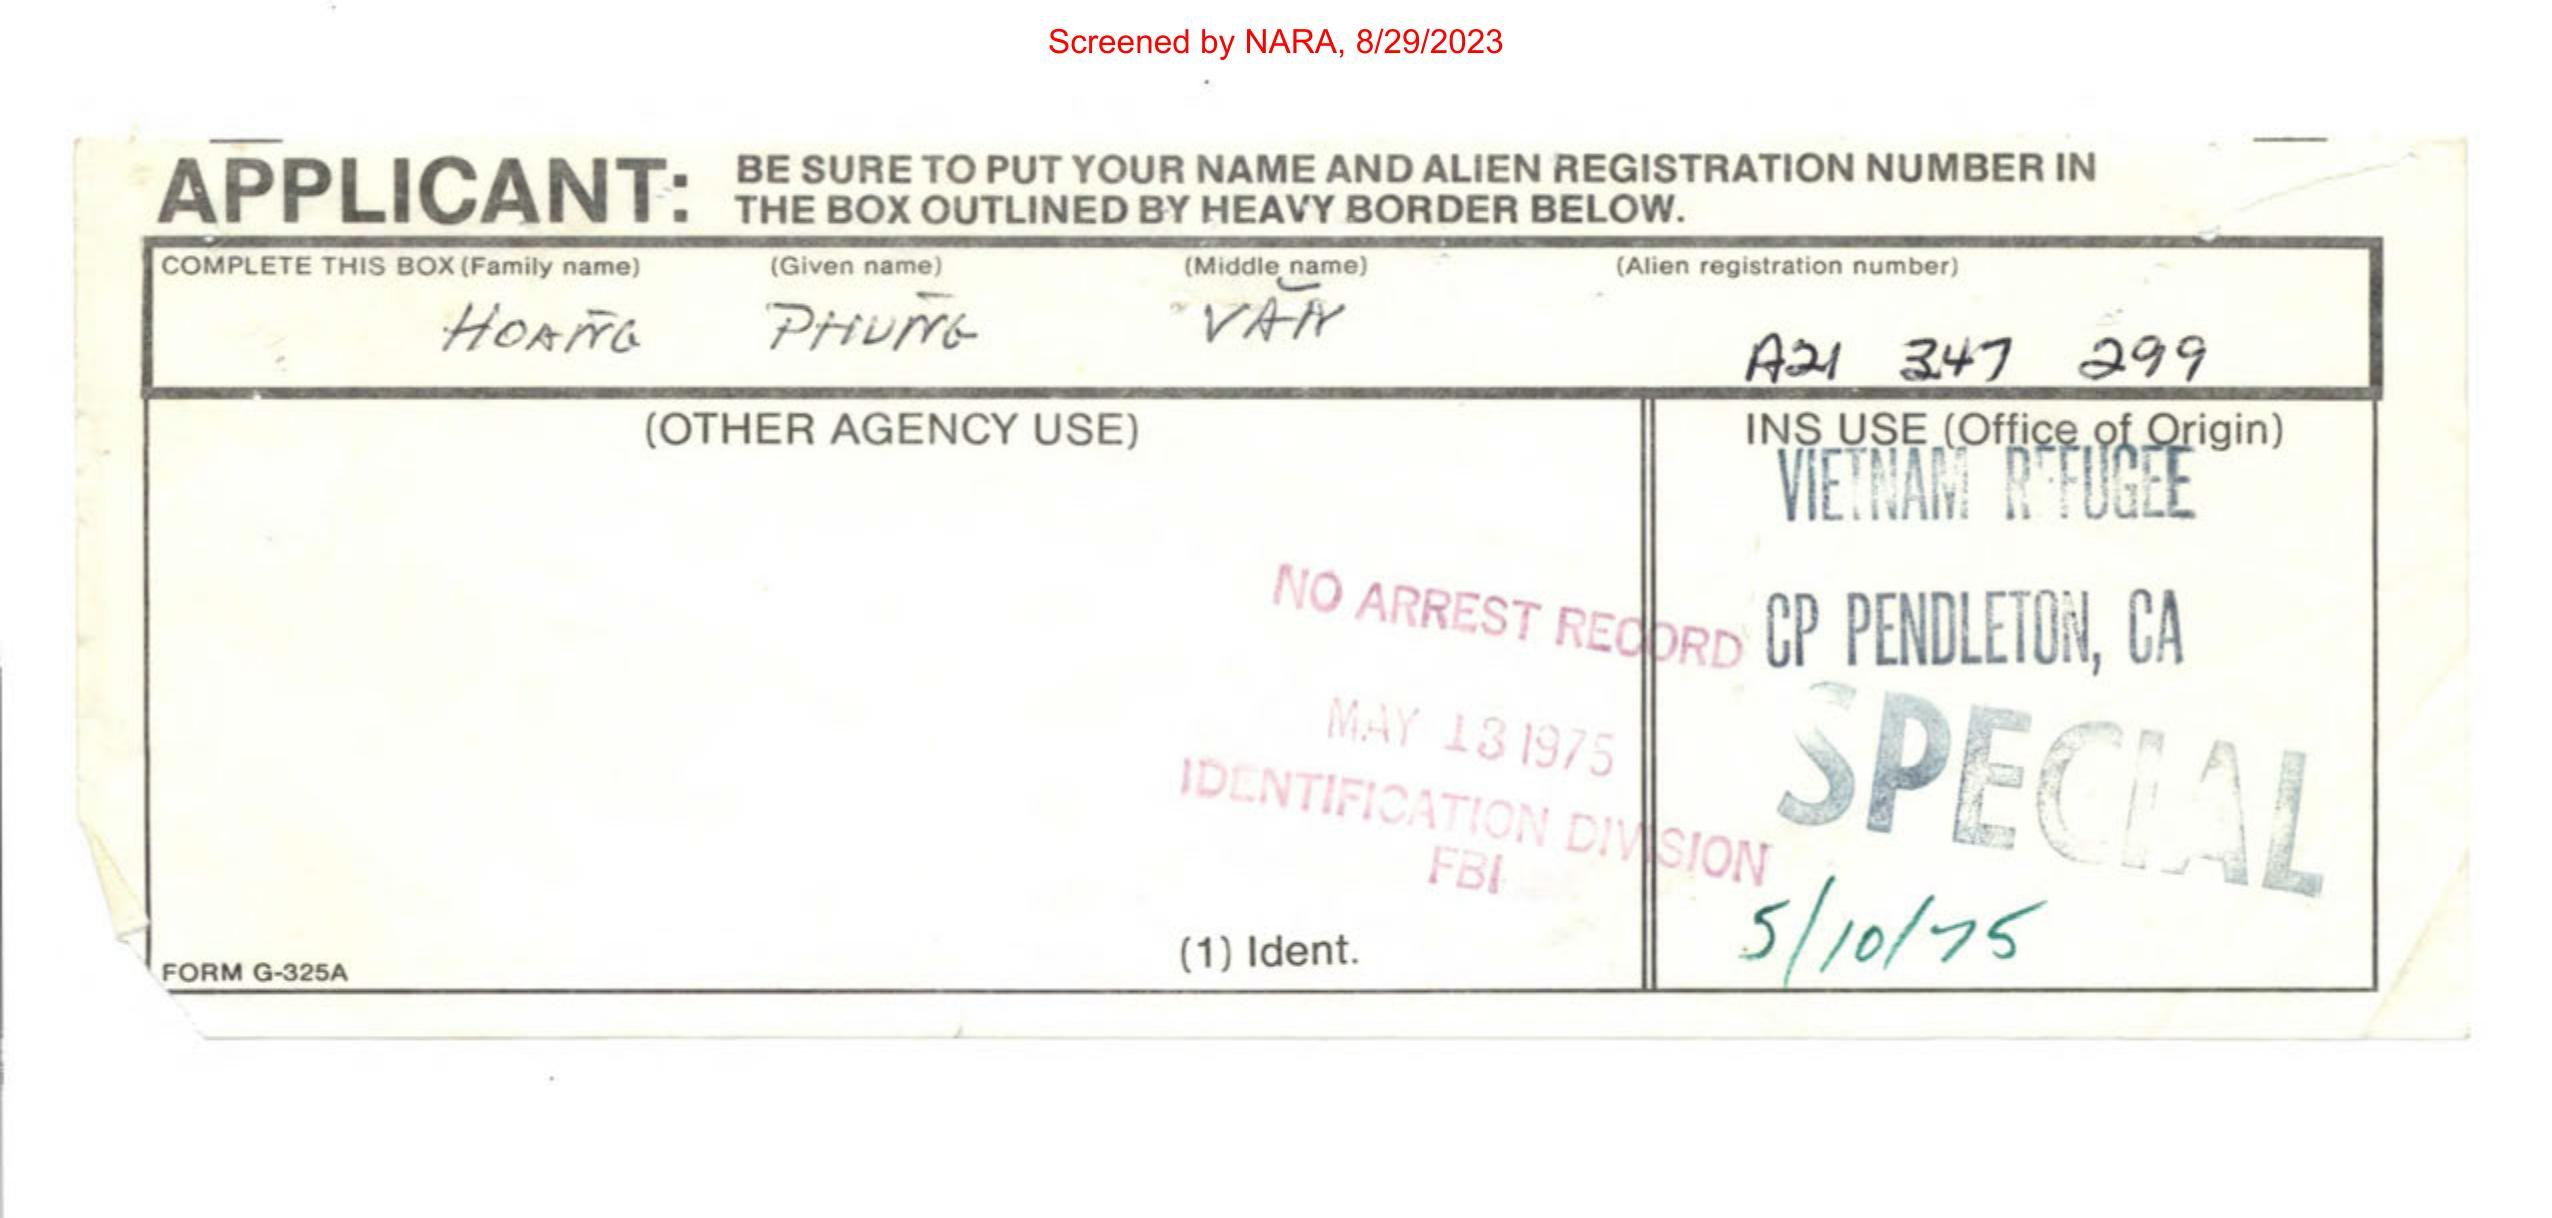 Screened by NARA, 8/29/2023
APPLICANT: BE SURE TO PUT YOUR NAME AND ALIEN REGISTRATION NUMBER IN
THE BOX OUTLINED BY HEAVY BORDER BELOW.
COMPLETE THIS BOX (Family name) (Given name) (Middle name) (Alien registration number)
HOANG PHUNG VĂN A21 347 299
(OTHER AGENCY USE) INS USE (Office of Origin)
VIETNAM REFUGEE
NO ARREST RECORD CP PENDLETON, CA
MAY 13 1975 SPECIAL
IDENTIFICATION DIVISION
FBI
5/10/75
(1) Ident.
FORM G-325A